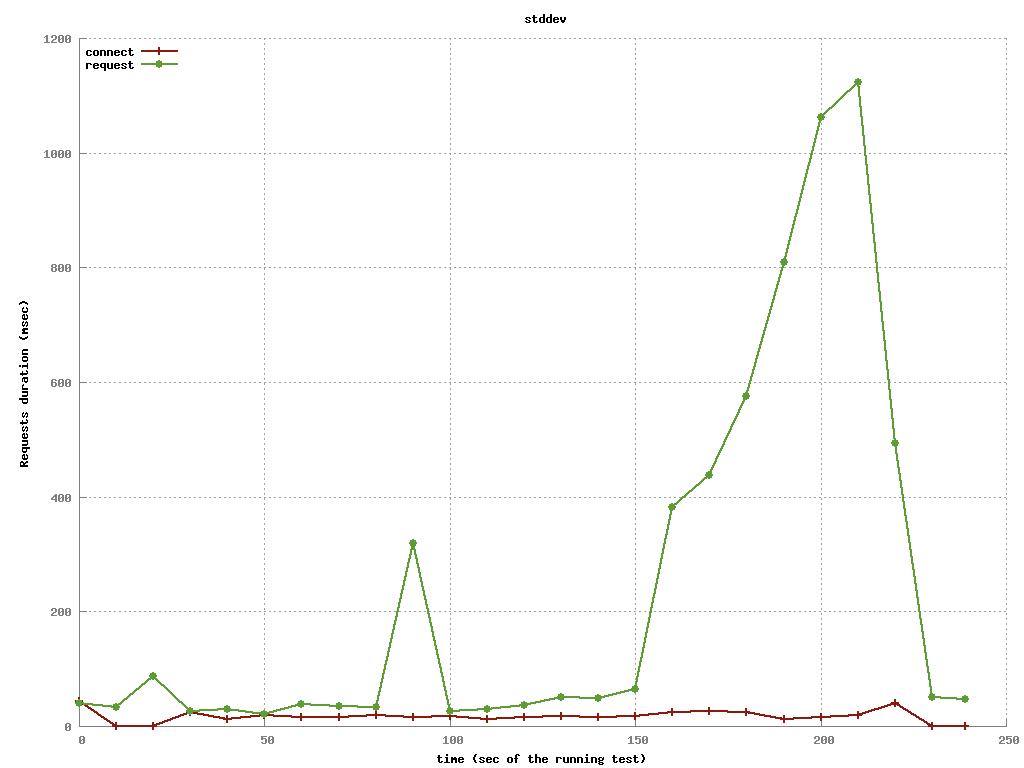 stddev
connect
request
1200
1000
800
600
400
200
0
Requests duration (msec)
0 50 100 150 200 250
time (sec of the running test)